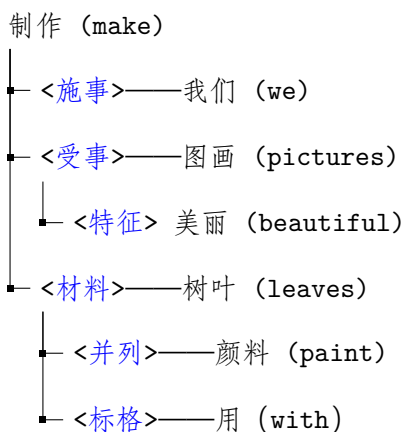 制作 (make)
<施事>——我们 (we)
<受事>——图画 (pictures)
<特征> 美丽 (beautiful)
<材料>——树叶 (leaves)
<并列>——颜料 (paint)
<标格>——用 (with)